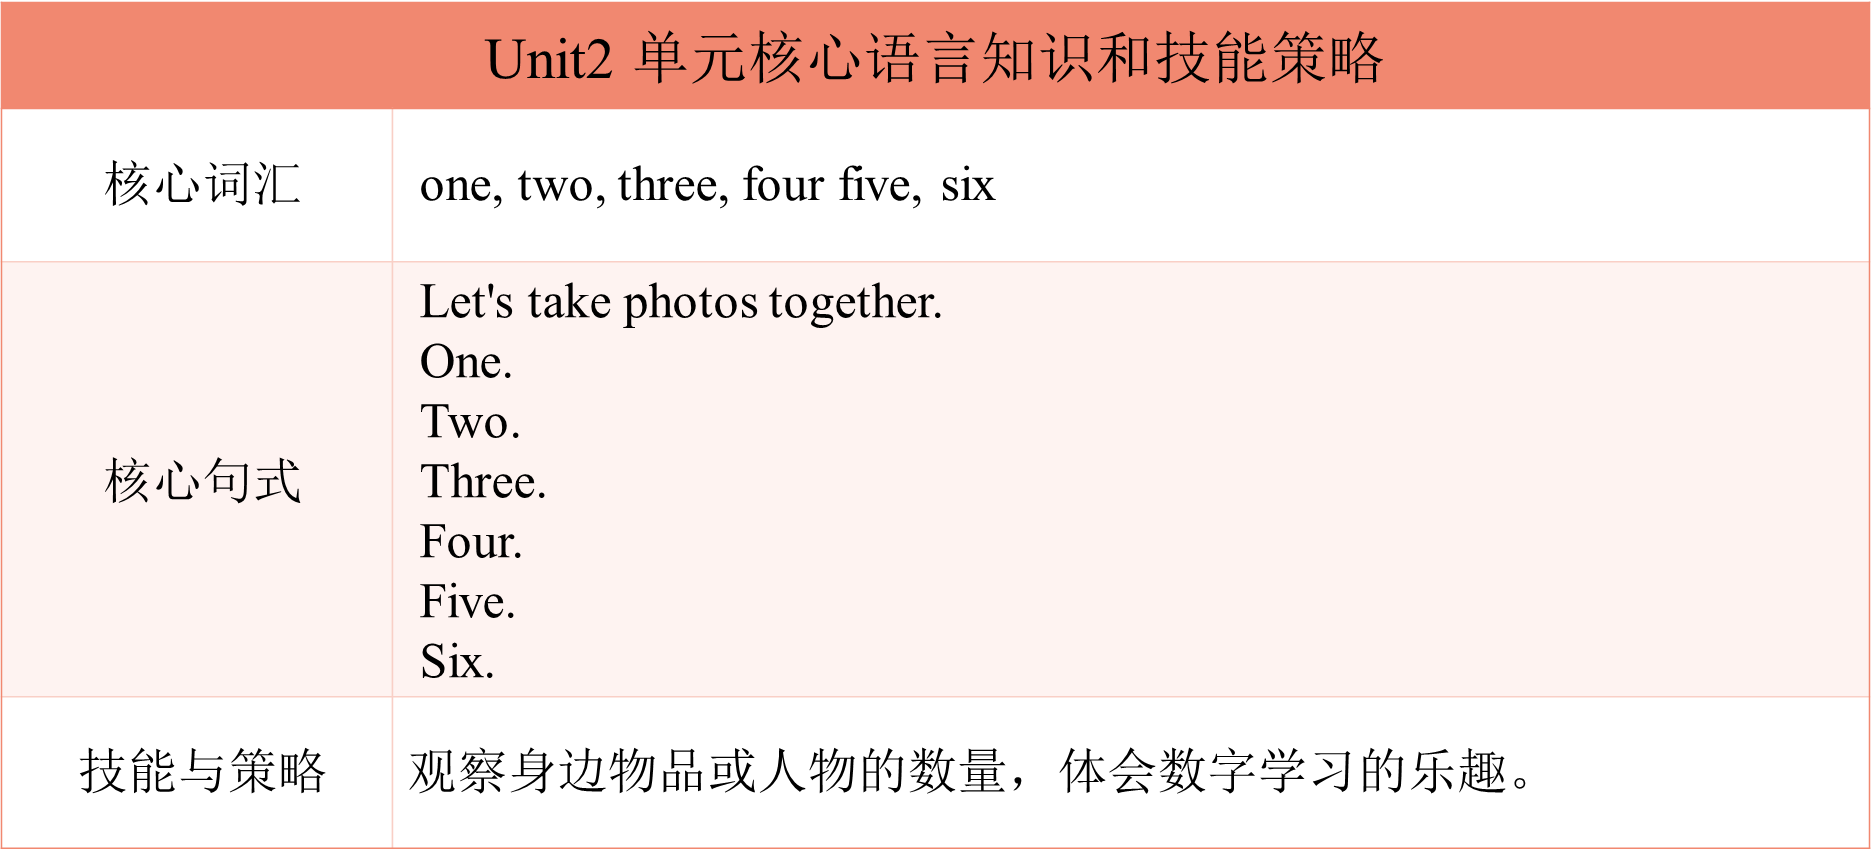 Unit2 单元核心语言知识和技能策略
核心词汇
one, two, three, four five, six
核心句式
Let's take photos together.
One.
Two.
Three.
Four.
Five.
Six.
技能与策略
观察身边物品或人物的数量，体会数字学习的乐趣。